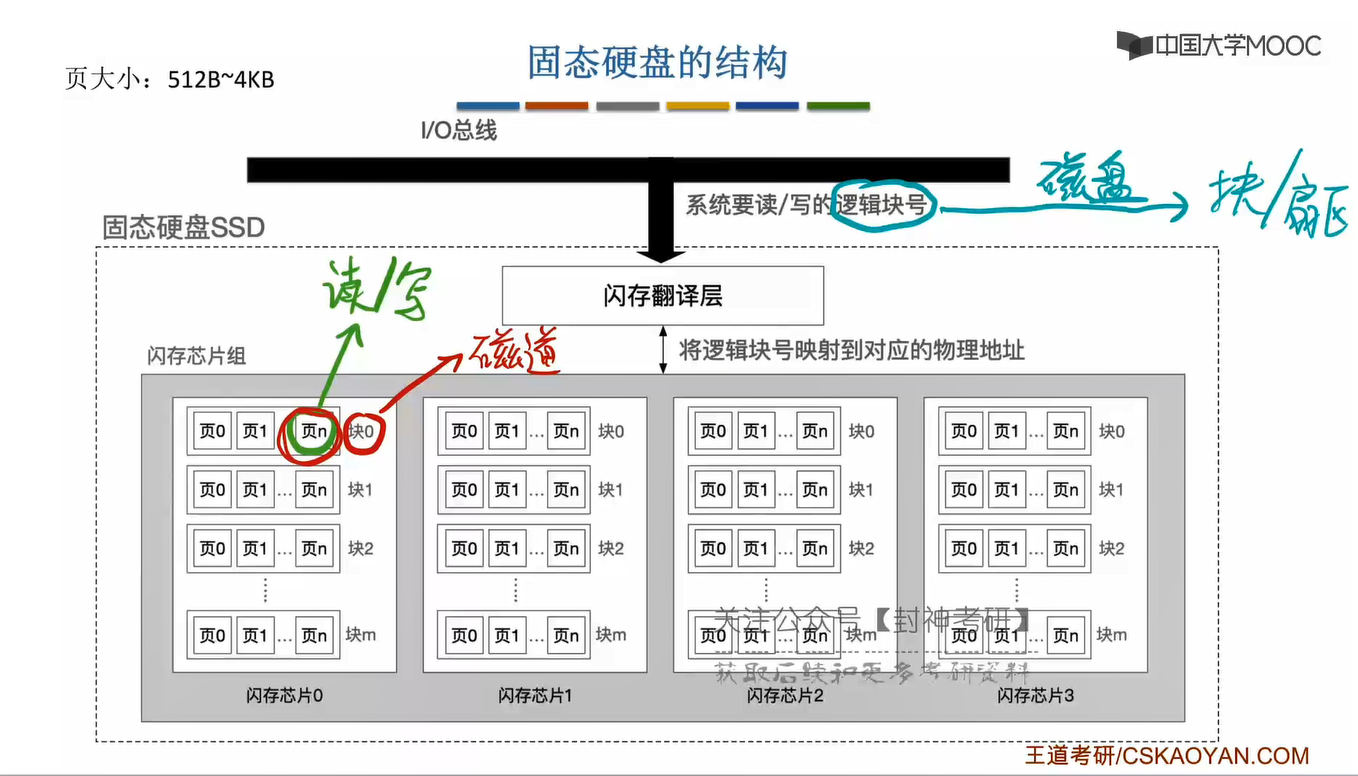 中国大学MOOC
固态硬盘的结构
页大小：512B~4KB
I/O总线
磁盘
块/扇区
系统要读/写的逻辑块号
固态硬盘SSD
读/写
闪存翻译层
磁道
将逻辑块号映射到对应的物理地址
闪存芯片组
页0 页1 页n 块0 页0 页1 … 页n 块0 页0 页1 … 页n 块0 页0 页1 … 页n 块0
页0 页1 … 页n 块1 页0 页1 … 页n 块1 页0 页1 … 页n 块1 页0 页1 … 页n 块1
页0 页1 … 页n 块2 页0 页1 … 页n 块2 页0 页1 … 页n 块2 页0 页1 … 页n 块2
关注公众号【封神考研】
页0 页1 … 页n 块m 页0 页1 … 页n 块m 页0 页1 … 页n 块m 页0 页1 … 页n 块m
获取后续和更多考研资料
闪存芯片0 闪存芯片1 闪存芯片2 闪存芯片3
王道考研/CSKAOYAN.COM